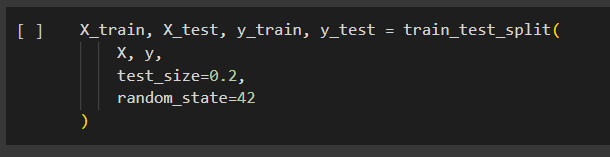 [ ] X_train, X_test, y_train, y_test = train_test_split(
X, y,
test_size=0.2,
random_state=42
)